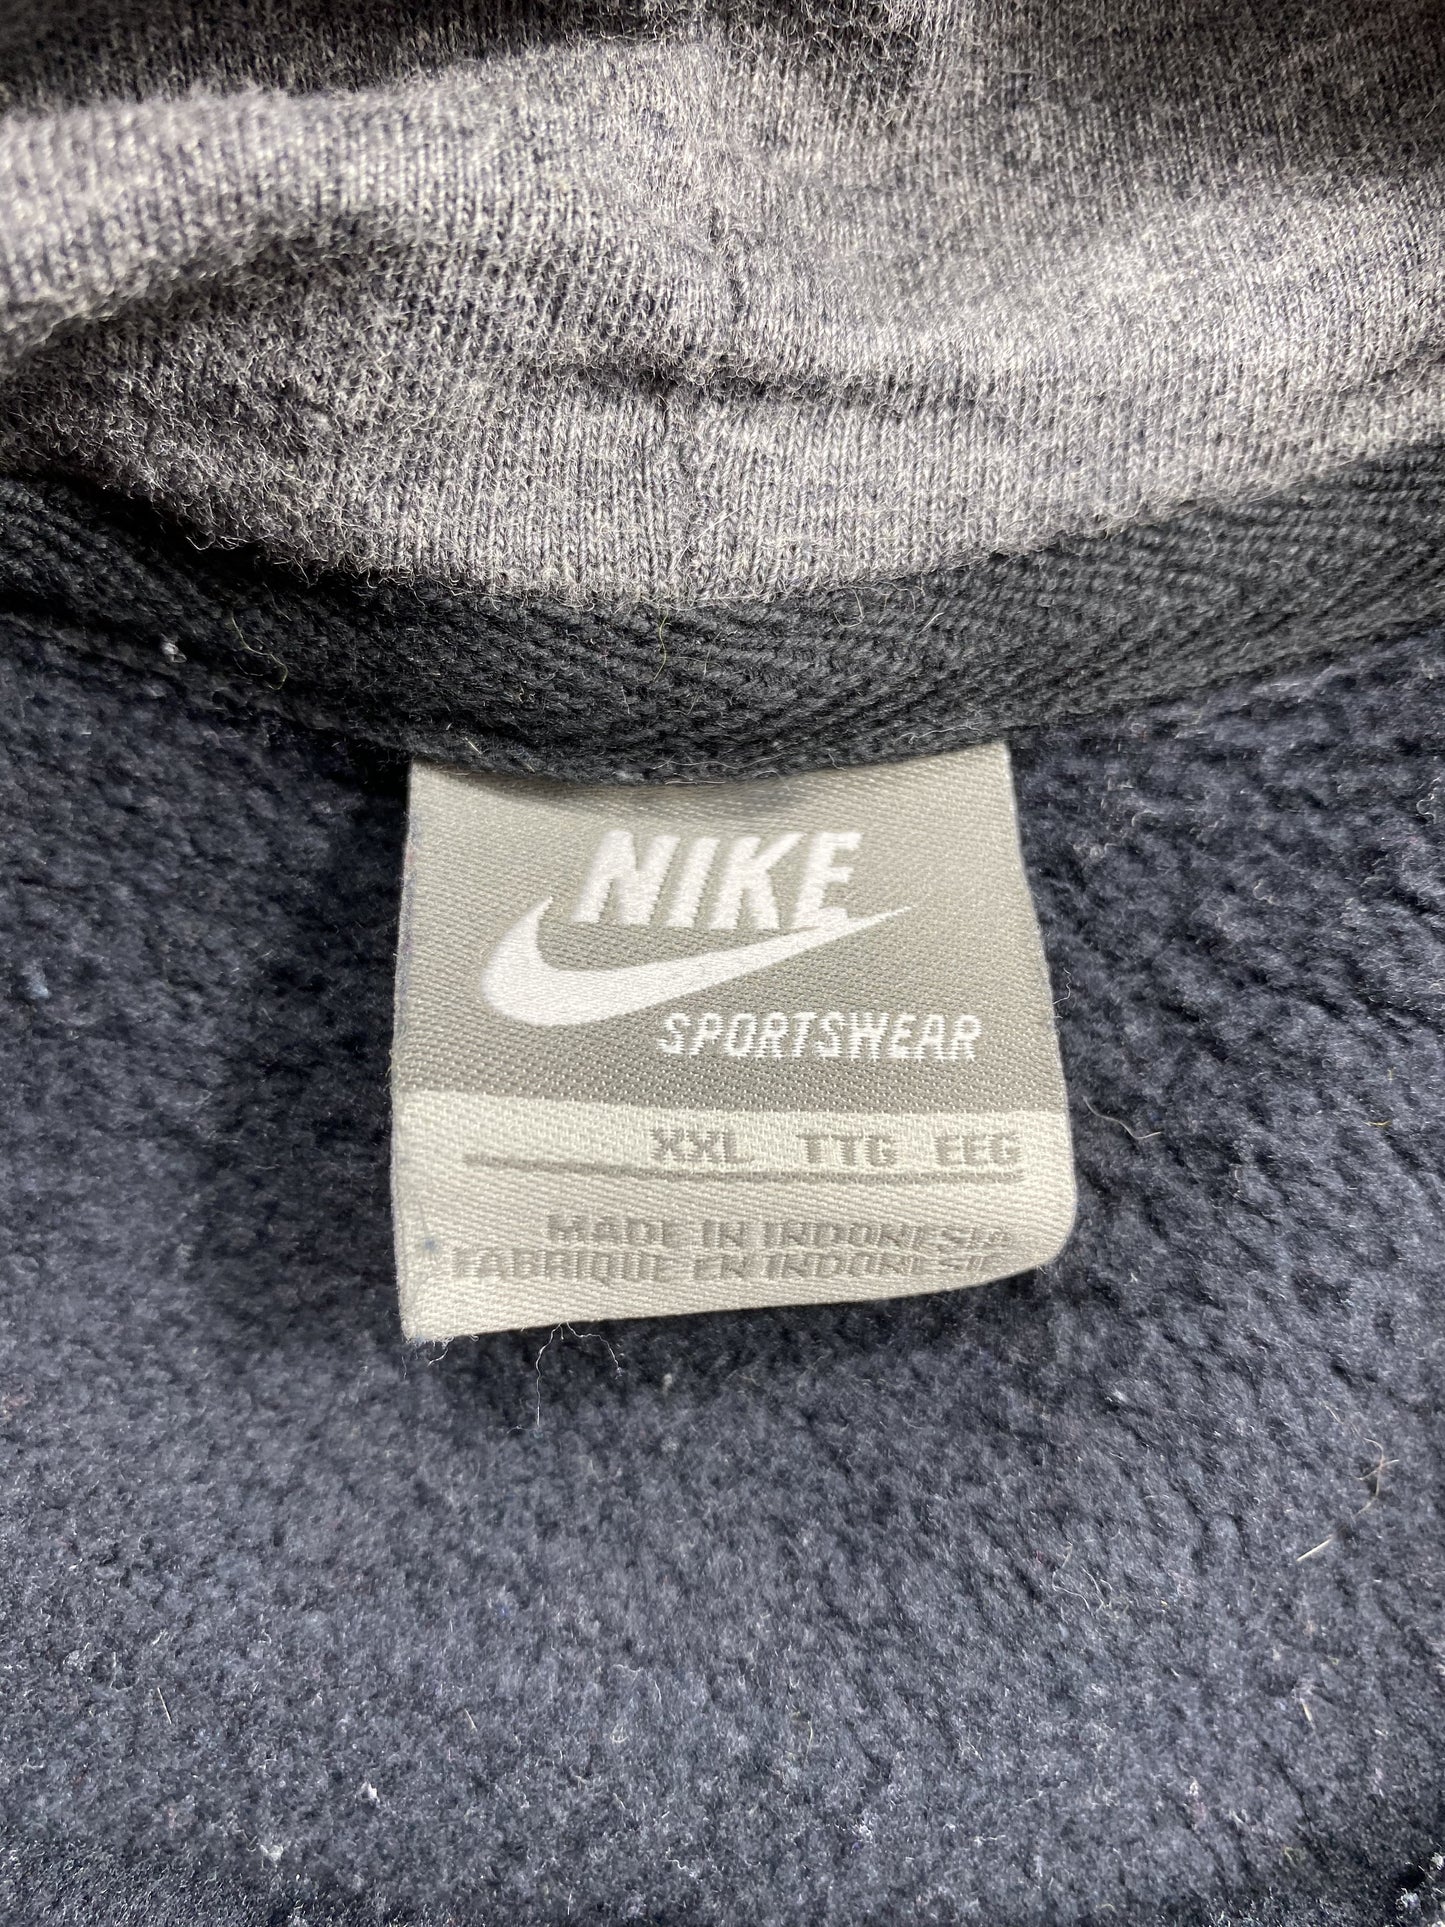 NIKE
SPORTSWEAR
XXL TTG EEG
MADE IN INDONESIA
FABRIQUE EN INDONESIE